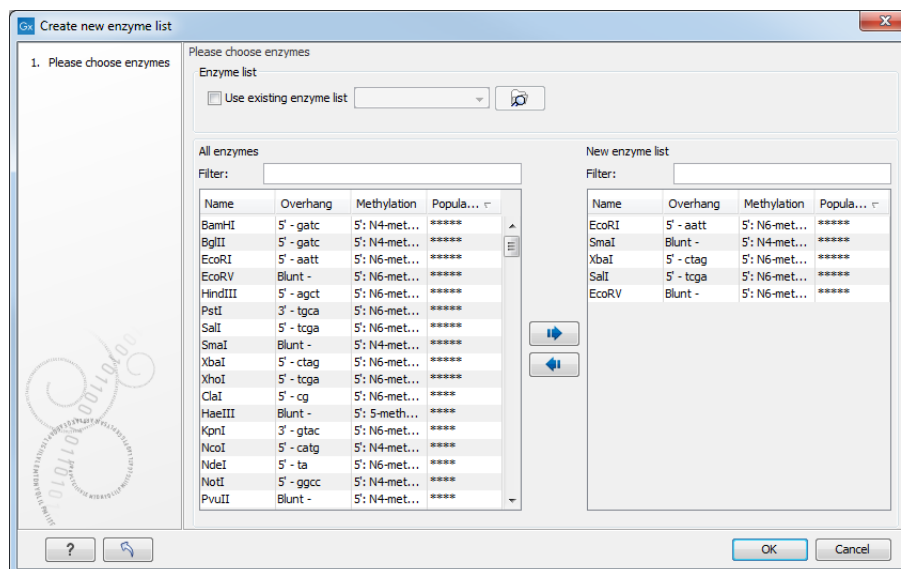 Gx Create new enzyme list
1. Please choose enzymes
Please choose enzymes
Enzyme list
Use existing enzyme list
All enzymes
Filter:
Name Overhang Methylation Popula...
BamHI 5' - gatc 5': N4-met... *****
BglII 5' - gatc 5': N4-met... *****
EcoRI 5' - aatt 5': N6-met... *****
EcoRV Blunt - 5': N6-met... *****
HindIII 5' - agct 5': N6-met... *****
PstI 3' - tgca 5': N6-met... *****
SalI 5' - tcga 5': N6-met... *****
SmaI Blunt - 5': N4-met... *****
XbaI 5' - ctag 5': N6-met... *****
XhoI 5' - tcga 5': N6-met... *****
ClaI 5' - cg 5': N6-met... ****
HaeIII Blunt - 5': 5-meth... ****
KpnI 3' - gtac 5': N6-met... ****
NcoI 5' - catg 5': N4-met... ****
NdeI 5' - ta 5': N6-met... ****
NotI 5' - ggcc 5': N4-met... ****
PvuII Blunt - 5': N4-met... ****
New enzyme list
Filter:
Name Overhang Methylation Popula...
EcoRI 5' - aatt 5': N6-met... *****
SmaI Blunt - 5': N4-met... *****
XbaI 5' - ctag 5': N6-met... *****
SalI 5' - tcga 5': N6-met... *****
EcoRV Blunt - 5': N6-met... *****
?
OK
Cancel